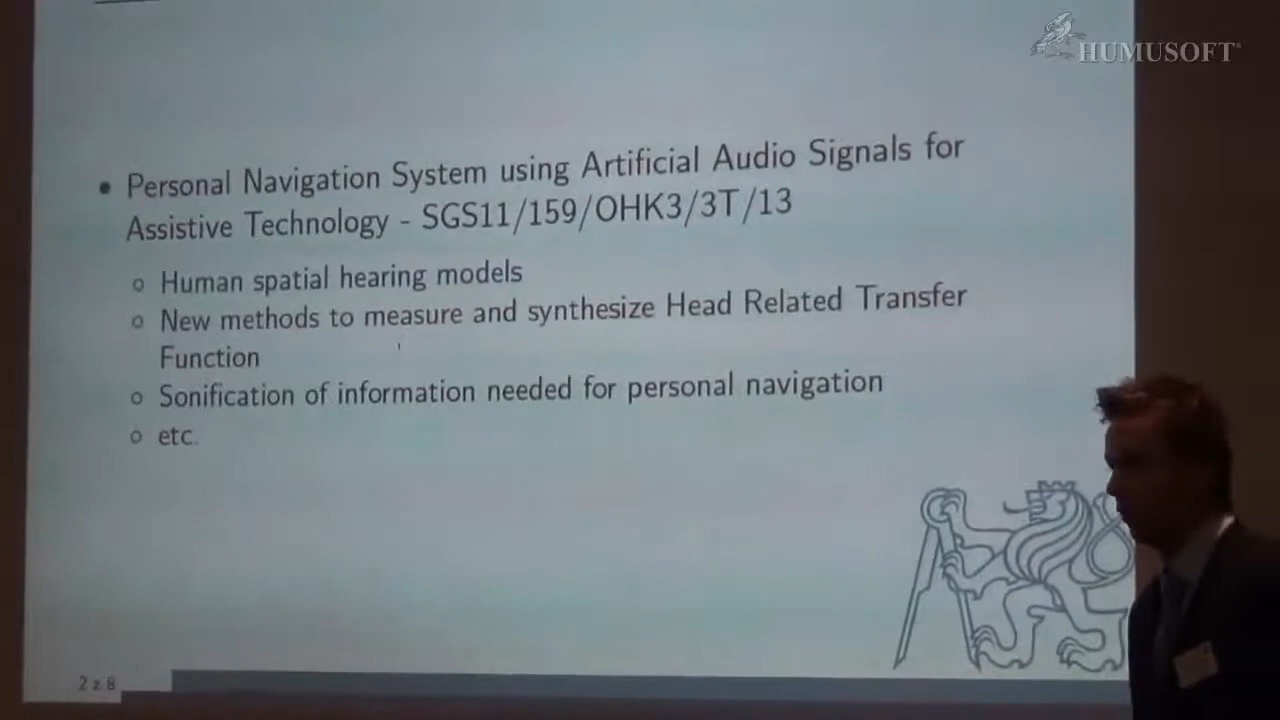 HUMUSOFT®
• Personal Navigation System using Artificial Audio Signals for
Assistive Technology - SGS11/159/OHK3/3T/13
○ Human spatial hearing models
○ New methods to measure and synthesize Head Related Transfer
Function
○ Sonification of information needed for personal navigation
○ etc.
2 z 8